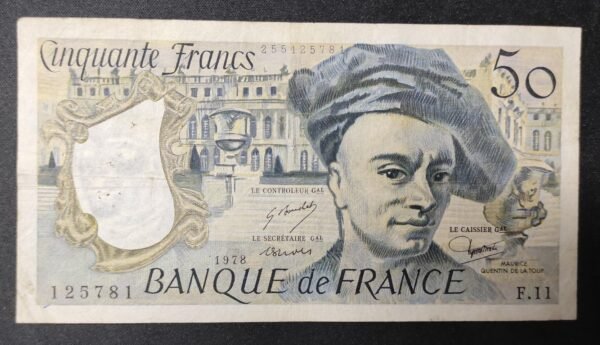 Cinquante Francs
255125781
50
LE CONTROLEUR GAL
LE SECRÉTAIRE GAL
LE CAISSIER GAL
1978
BANQUE de FRANCE
MAURICE
QUENTIN DE LA TOUR
125781
F.11